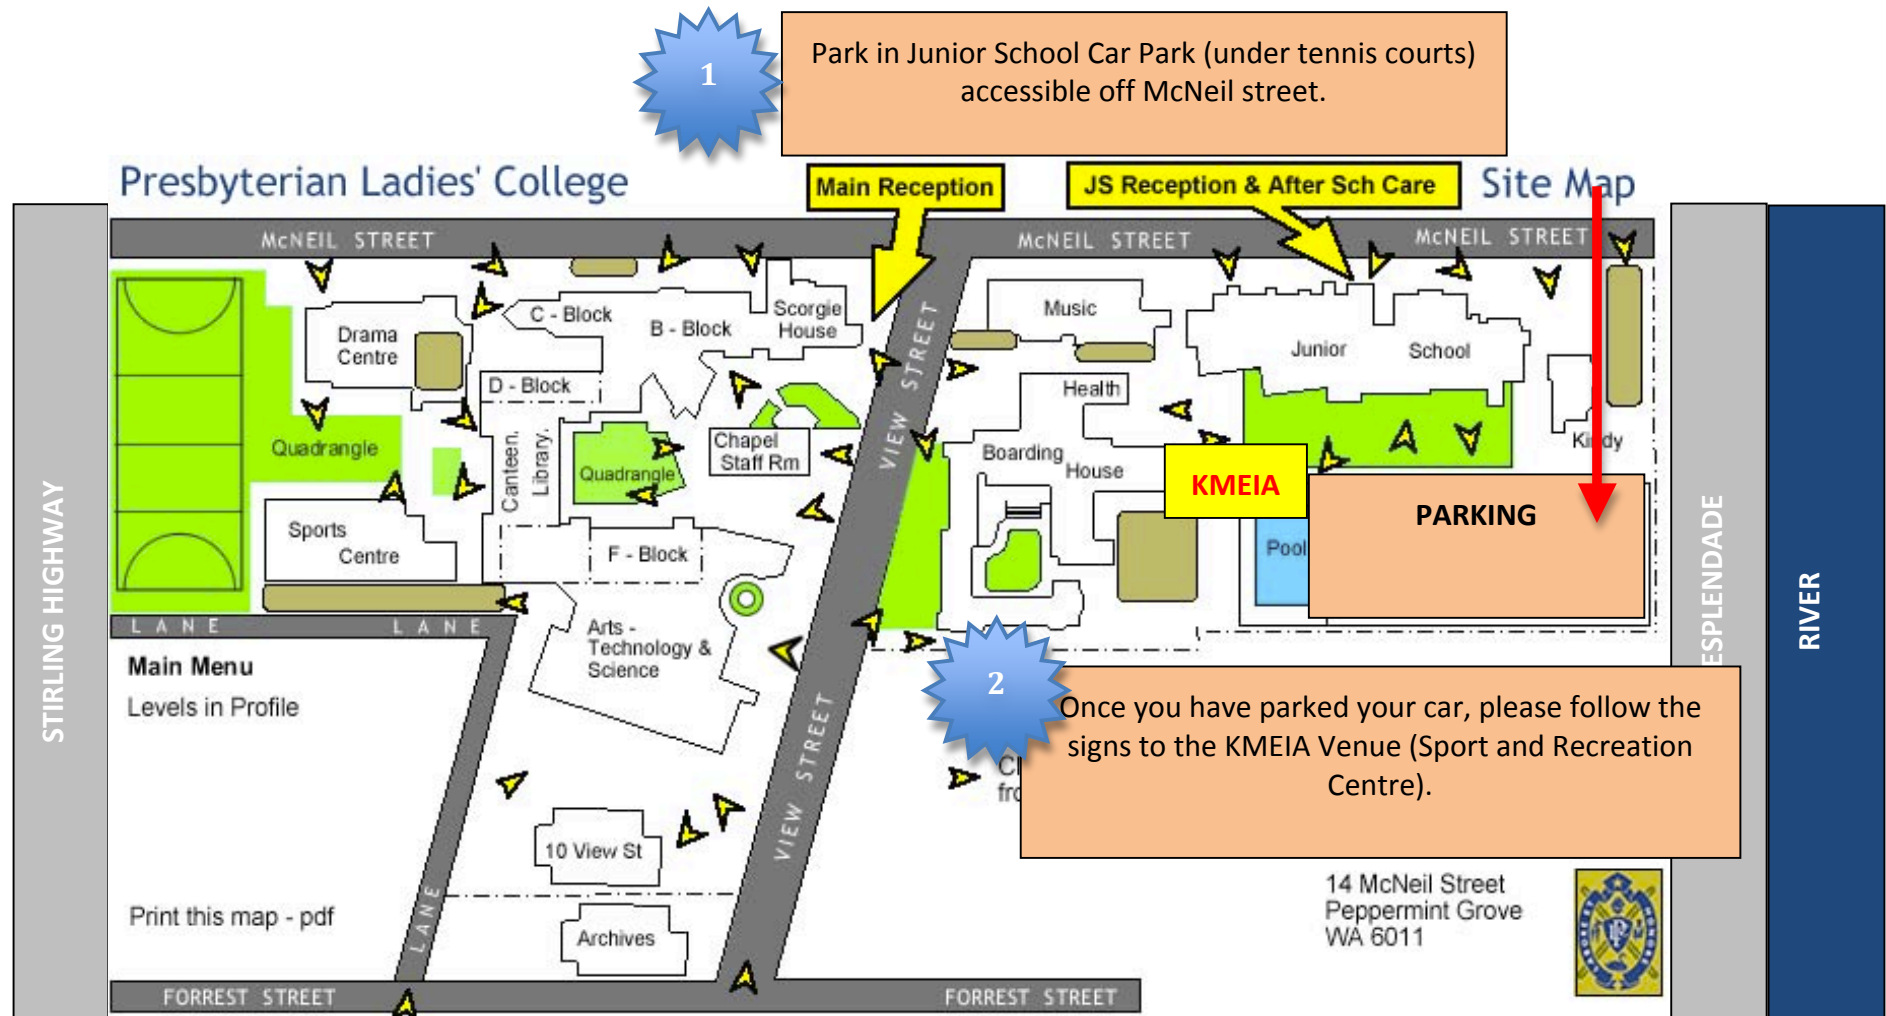 1
Park in Junior School Car Park (under tennis courts)
accessible off McNeil street.
Presbyterian Ladies' College
Main Reception
JS Reception & After Sch Care
Site Map
McNEIL STREET
McNEIL STREET
McNEIL STREET
STIRLING HIGHWAY
ESPLENDADE
RIVER
Drama
Centre
C - Block
B - Block
Scorgie
House
Music
Junior
School
D - Block
Health
VIEW STREET
Quadrangle
Canteen.
Library.
Quadrangle
Chapel
Staff Rm
Boarding
House
KMEIA
Kindy
PARKING
Sports
Centre
F - Block
Pool
LANE
LANE
Arts -
Technology &
Science
Main Menu
Levels in Profile
2
Once you have parked your car, please follow the
signs to the KMEIA Venue (Sport and Recreation
Centre).
VIEW STREET
10 View St
LANE
Print this map - pdf
Archives
14 McNeil Street
Peppermint Grove
WA 6011
FORREST STREET
FORREST STREET